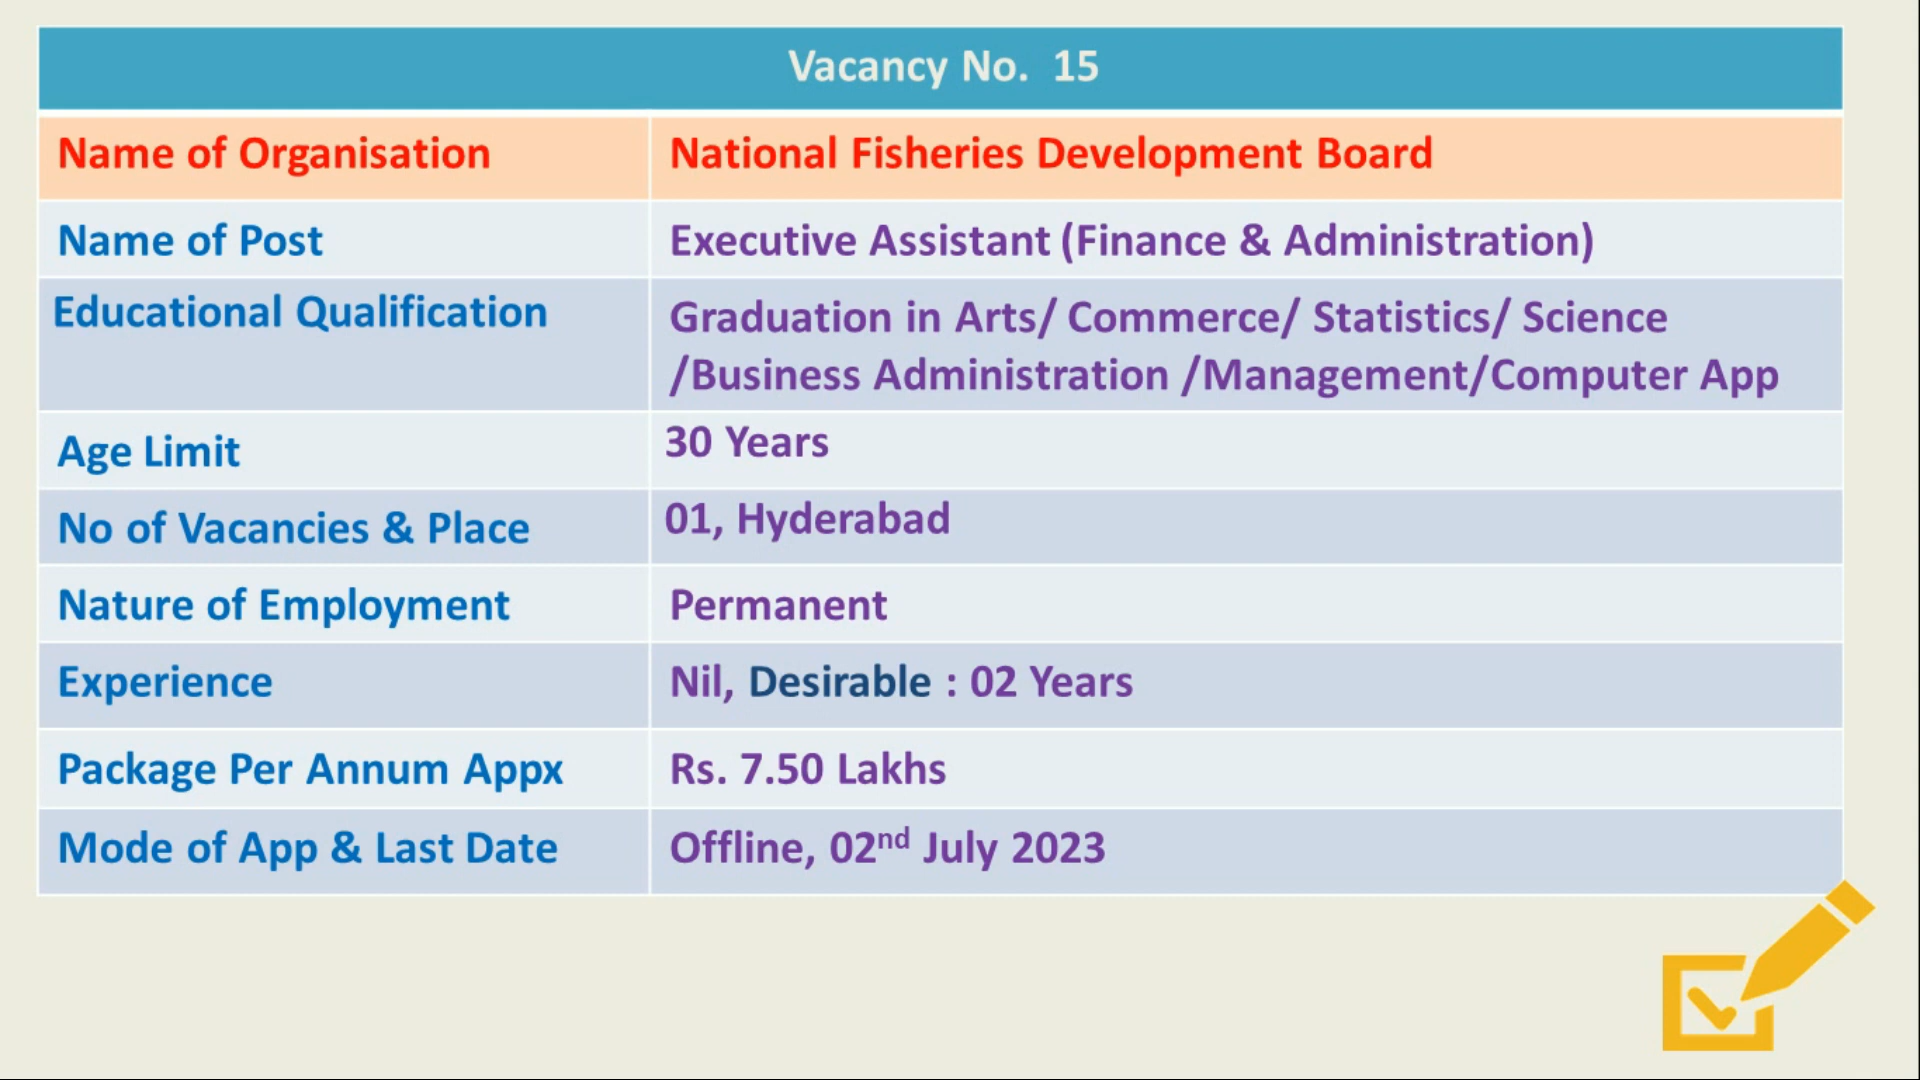 Vacancy No. 15
Name of Organisation National Fisheries Development Board
Name of Post Executive Assistant (Finance & Administration)
Educational Qualification Graduation in Arts/ Commerce/ Statistics/ Science
/Business Administration /Management/Computer App
Age Limit 30 Years
No of Vacancies & Place 01, Hyderabad
Nature of Employment Permanent
Experience Nil, Desirable : 02 Years
Package Per Annum Appx Rs. 7.50 Lakhs
Mode of App & Last Date Offline, 02nd July 2023